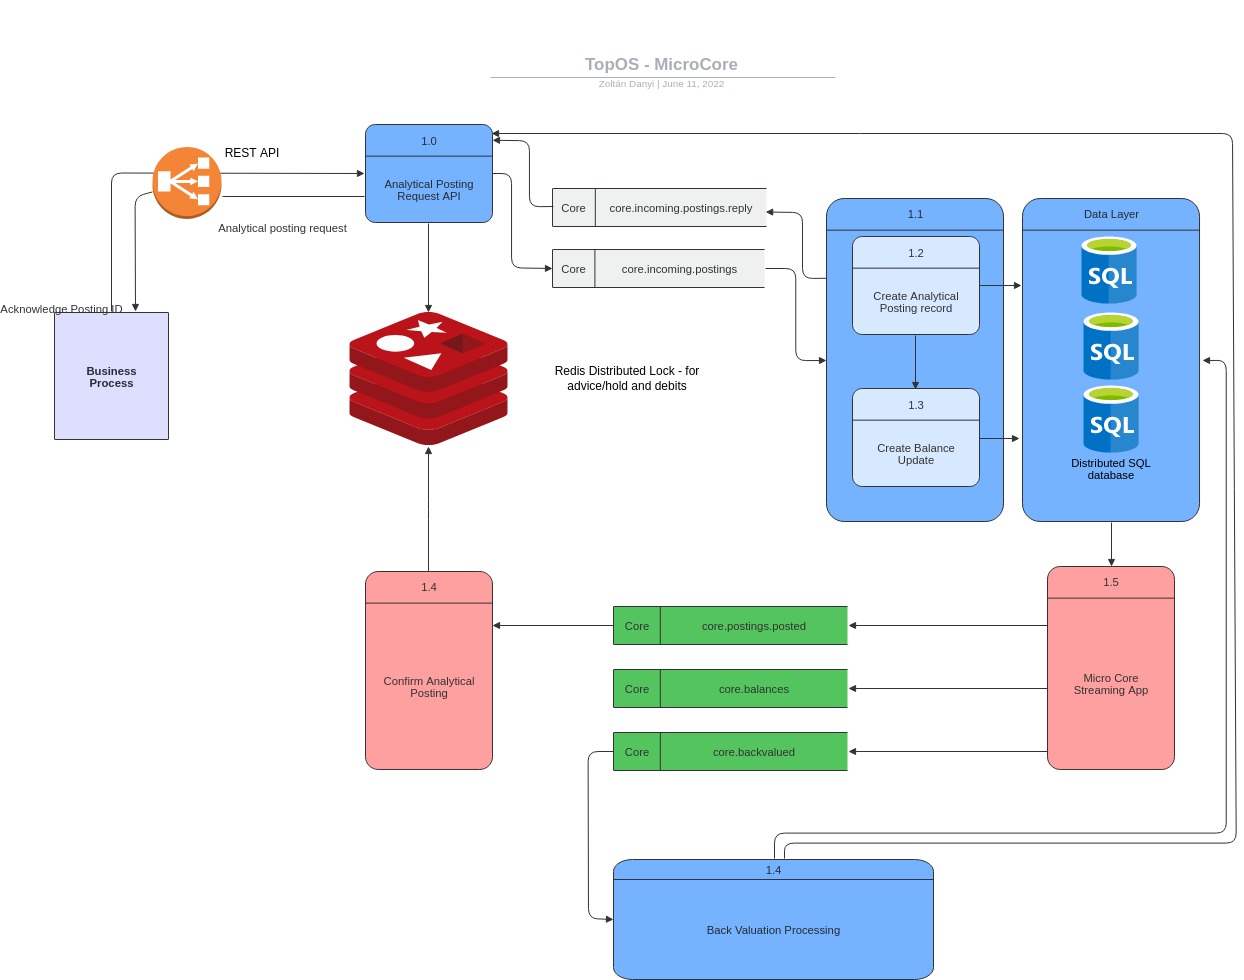 TopOS - MicroCore
Zoltán Danyi | June 11, 2022
1.0
Analytical Posting
Request API
REST API
Analytical posting request
Acknowledge Posting ID
Business
Process
Core
core.incoming.postings.reply
Core
core.incoming.postings
1.1
1.2
Create Analytical
Posting record
1.3
Create Balance
Update
Data Layer
SQL
SQL
SQL
Distributed SQL
database
Redis Distributed Lock - for
advice/hold and debits
1.4
Confirm Analytical
Posting
Core
core.postings.posted
Core
core.balances
Core
core.backvalued
1.5
Micro Core
Streaming App
1.4
Back Valuation Processing